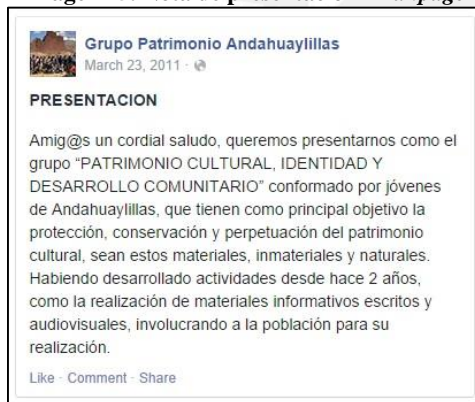 Grupo Patrimonio Andahuaylillas
March 23, 2011 ·
PRESENTACION
Amig@s un cordial saludo, queremos presentarnos como el
grupo “PATRIMONIO CULTURAL, IDENTIDAD Y
DESARROLLO COMUNITARIO” conformado por jóvenes
de Andahuaylillas, que tienen como principal objetivo la
protección, conservación y perpetuación del patrimonio
cultural, sean estos materiales, inmateriales y naturales.
Habiendo desarrollado actividades desde hace 2 años,
como la realización de materiales informativos escritos y
audiovisuales, involucrando a la población para su
realización.
Like · Comment · Share